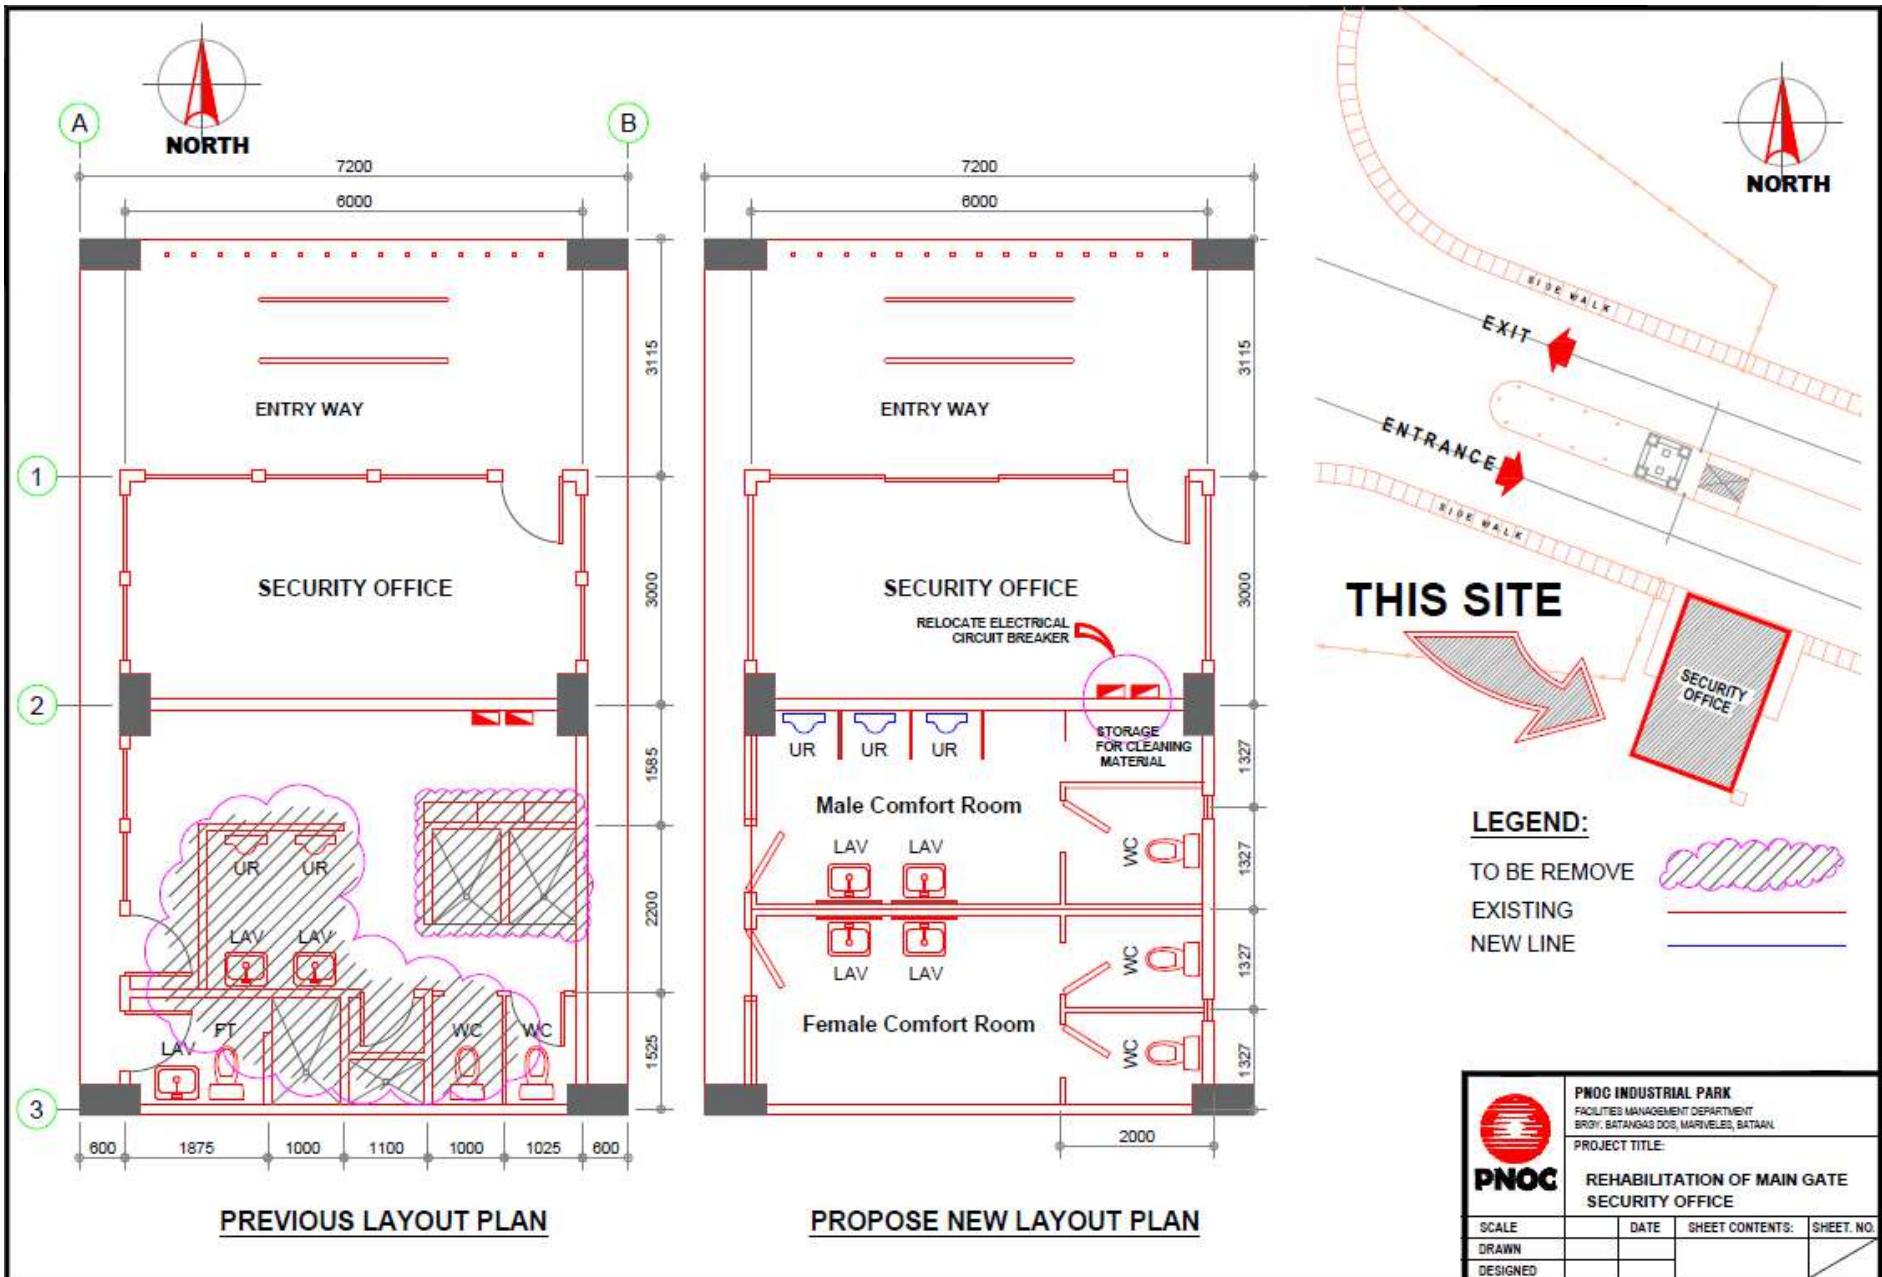 NORTH
A
B
7200
6000
3115
ENTRY WAY
1
SECURITY OFFICE
3000
2
1585
UR
UR
2200
LAV
LAV
FT
LAV
WC
WC
1525
3
600
1875
1000
1100
1000
1025
600
PREVIOUS LAYOUT PLAN
7200
6000
3115
ENTRY WAY
SECURITY OFFICE
3000
RELOCATE ELECTRICAL
CIRCUIT BREAKER
UR
UR
UR
STORAGE
FOR CLEANING
MATERIAL
1327
Male Comfort Room
LAV
LAV
WC
1327
LAV
LAV
WC
1327
Female Comfort Room
WC
1327
2000
PROPOSE NEW LAYOUT PLAN
NORTH
SIDE WALK
EXIT
ENTRANCE
SIDE WALK
THIS SITE
SECURITY
OFFICE
LEGEND:
TO BE REMOVE
EXISTING
NEW LINE
PNOC
PNOC INDUSTRIAL PARK
FACILITIES MANAGEMENT DEPARTMENT
BRGY. BATANGAS DOS, MARIVELES, BATAAN.
PROJECT TITLE:
REHABILITATION OF MAIN GATE
SECURITY OFFICE
SCALE
DATE
SHEET CONTENTS:
SHEET. NO.
DRAWN
DESIGNED